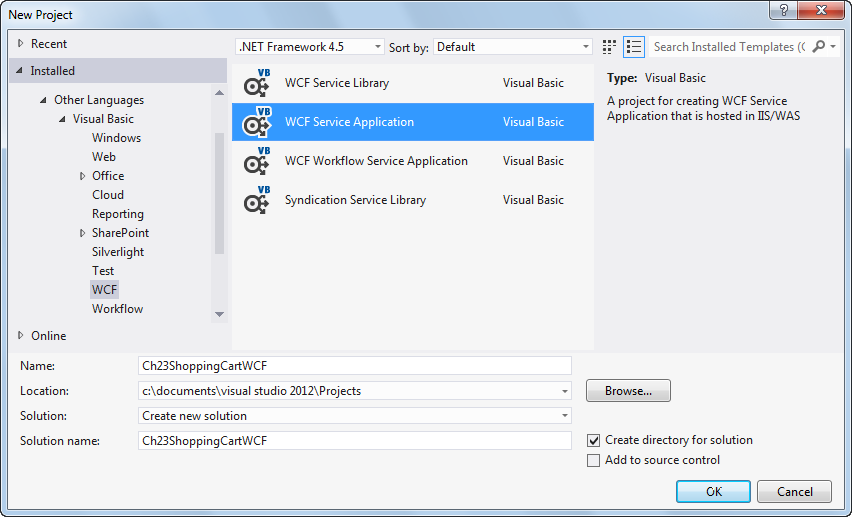 New Project
Recent
.NET Framework 4.5 Sort by: Default Search Installed Templates (C
Installed
Other Languages
Visual Basic
Windows
Web
Office
Cloud
Reporting
SharePoint
Silverlight
Test
WCF
Workflow
Online
VB WCF Service Library Visual Basic
VB WCF Service Application Visual Basic
VB WCF Workflow Service Application Visual Basic
VB Syndication Service Library Visual Basic
Type: Visual Basic
A project for creating WCF Service
Application that is hosted in IIS/WAS
Name: Ch23ShoppingCartWCF
Location: c:\documents\visual studio 2012\Projects Browse...
Solution: Create new solution
Solution name: Ch23ShoppingCartWCF
Create directory for solution
Add to source control
OK Cancel